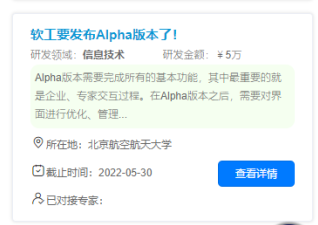 软工要发布Alpha版本了！
研发领域：信息技术 研发金额：￥5万
Alpha版本需要完成所有的基本功能，其中最重要的就
是企业、专家交互过程。在Alpha版本之后，需要对界
面进行优化、管理...
所在地：北京航空航天大学
截止时间：2022-05-30
查看详情
已对接专家：